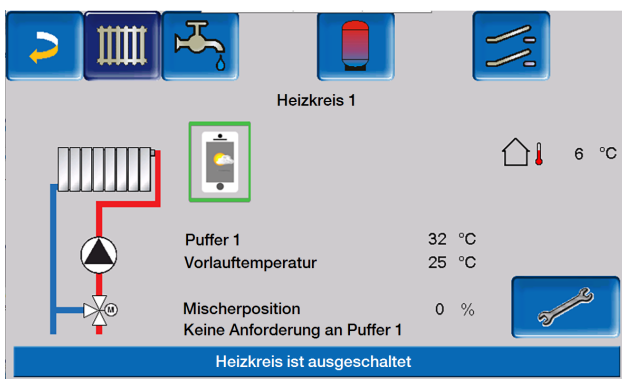 Heizkreis 1
6 °C
Puffer 1 32 °C
Vorlauftemperatur 25 °C
M
Mischerposition 0 %
Keine Anforderung an Puffer 1
Heizkreis ist ausgeschaltet